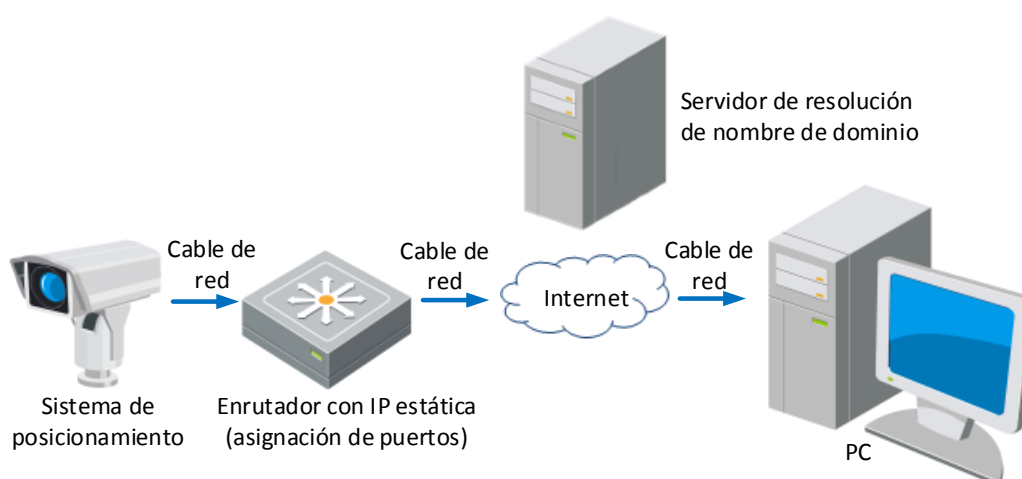 Servidor de resolución
de nombre de dominio
Cable de
red
Cable de
red
Internet
Cable de
red
Sistema de
posicionamiento
Enrutador con IP estática
(asignación de puertos)
PC